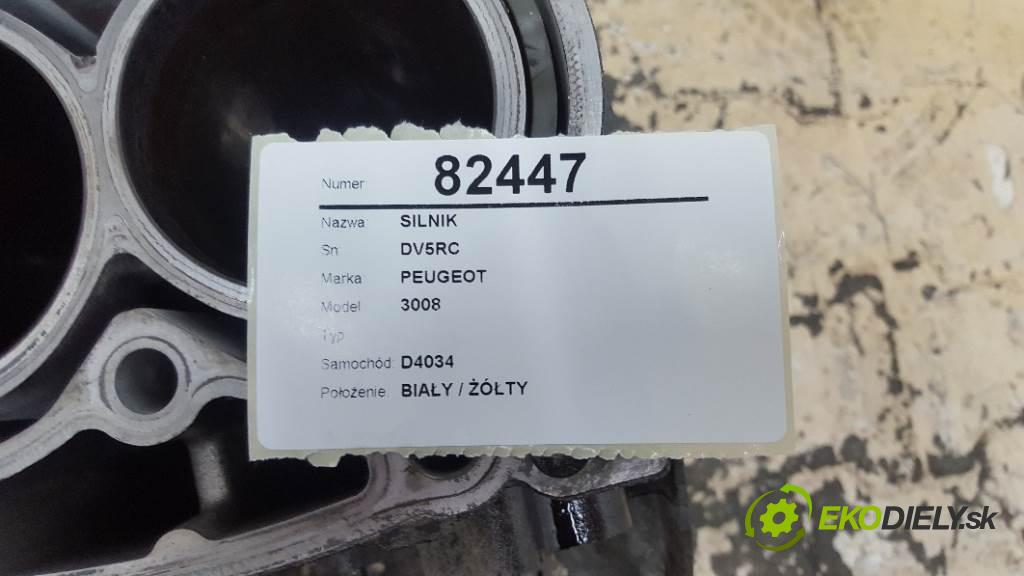 Numer 82447
Nazwa SILNIK
Sn: DV5RC
Marka PEUGEOT
Model 3008
Typ
Samochód: D4034
Położenie: BIAŁY / ŻÓŁTY
EKODIELY.sk